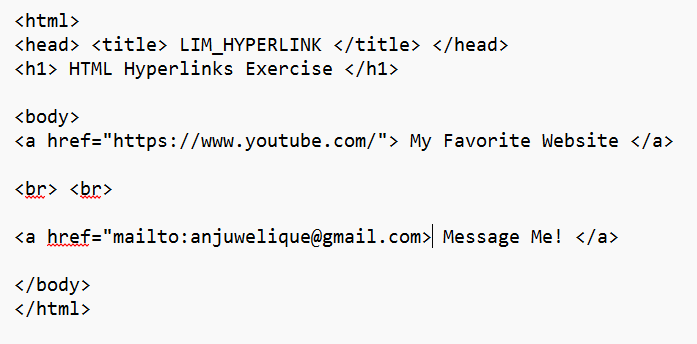 <html>
<head> <title> LIM_HYPERLINK </title> </head>
<h1> HTML Hyperlinks Exercise </h1>
<body>
<a href="https://www.youtube.com/"> My Favorite Website </a>
<br> <br>
<a href="mailto:anjuwelique@gmail.com> Message Me! </a>
</body>
</html>